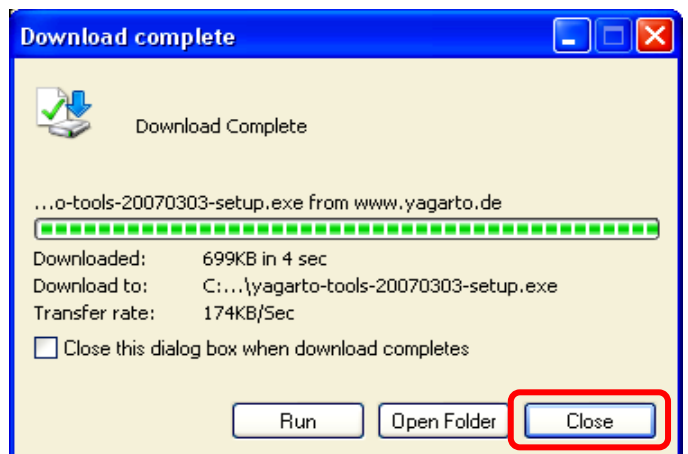 Download complete
Download Complete
...o-tools-20070303-setup.exe from www.yagarto.de
Downloaded: 699KB in 4 sec
Download to: C:...\yagarto-tools-20070303-setup.exe
Transfer rate: 174KB/Sec
Close this dialog box when download completes
Run Open Folder Close